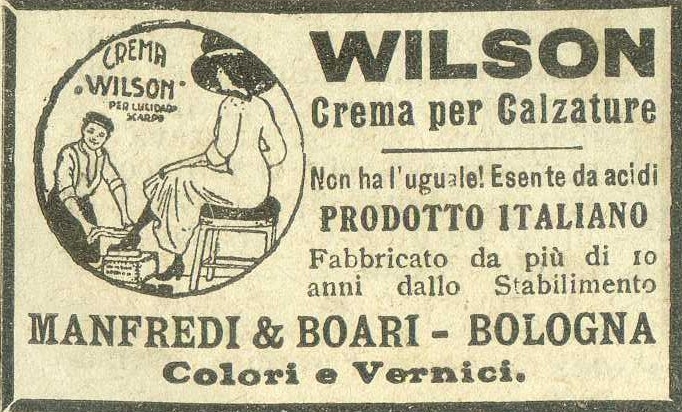 CREMA
"WILSON"
PER LUCIDARE
SCARPE
WILSON
Crema per Calzature
Non ha l'uguale! Esente da acidi
PRODOTTO ITALIANO
Fabbricato da più di 10
anni dallo Stabilimento
MANFREDI & BOARI - BOLOGNA
Colori e Vernici.